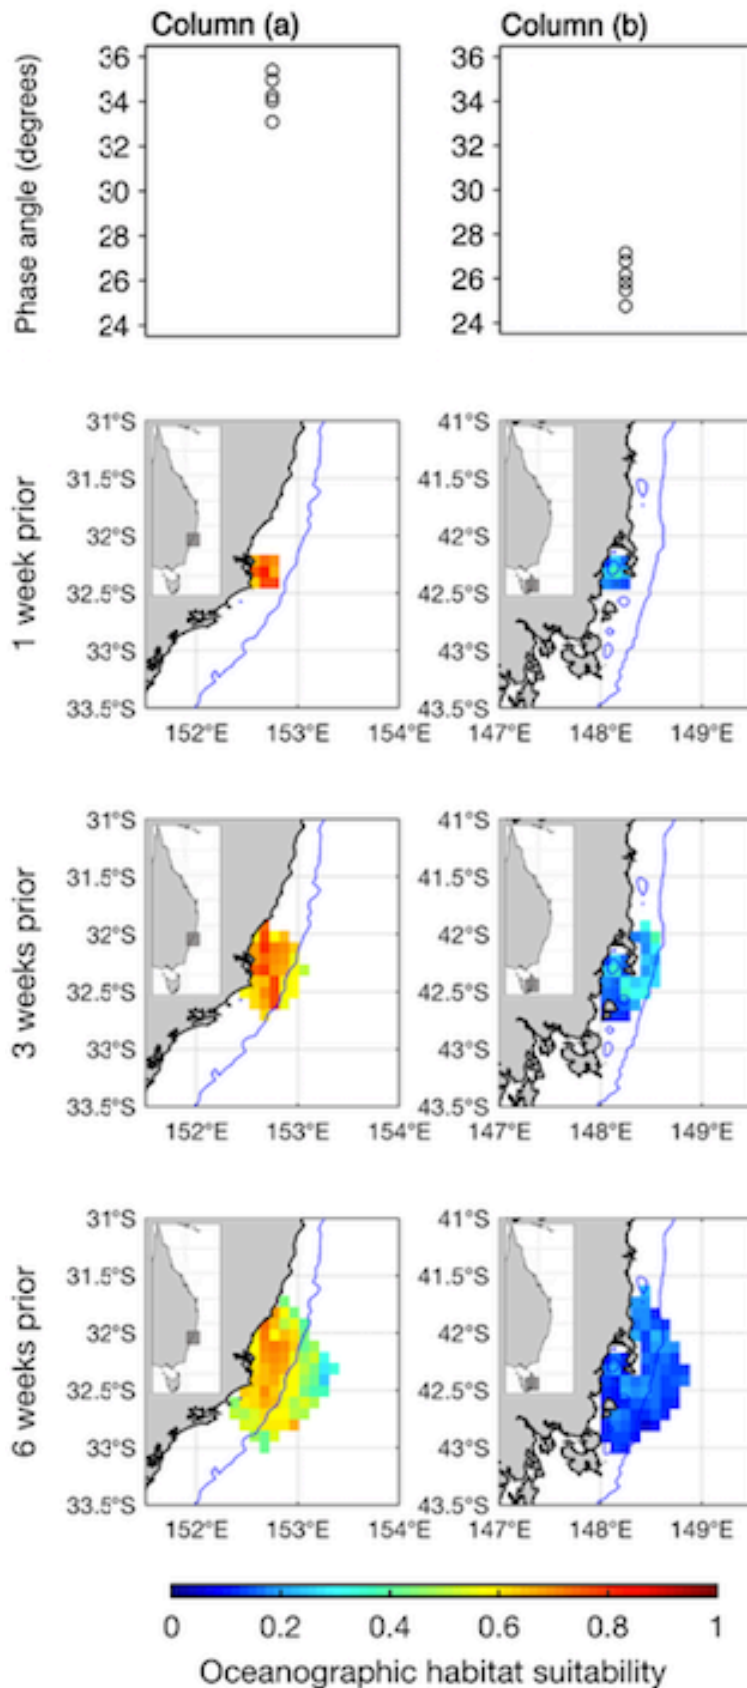 Column (a) Column (b)
Phase angle (degrees)
36 36
34 34
32 32
30 30
28 28
26 26
24 24
1 week prior
31°S 41°S
31.5°S 41.5°S
32°S 42°S
32.5°S 42.5°S
33°S 43°S
33.5°S 43.5°S
152°E 153°E 154°E 147°E 148°E 149°E
3 weeks prior
31°S 41°S
31.5°S 41.5°S
32°S 42°S
32.5°S 42.5°S
33°S 43°S
33.5°S 43.5°S
152°E 153°E 154°E 147°E 148°E 149°E
6 weeks prior
31°S 41°S
31.5°S 41.5°S
32°S 42°S
32.5°S 42.5°S
33°S 43°S
33.5°S 43.5°S
152°E 153°E 154°E 147°E 148°E 149°E
0 0.2 0.4 0.6 0.8 1
Oceanographic habitat suitability